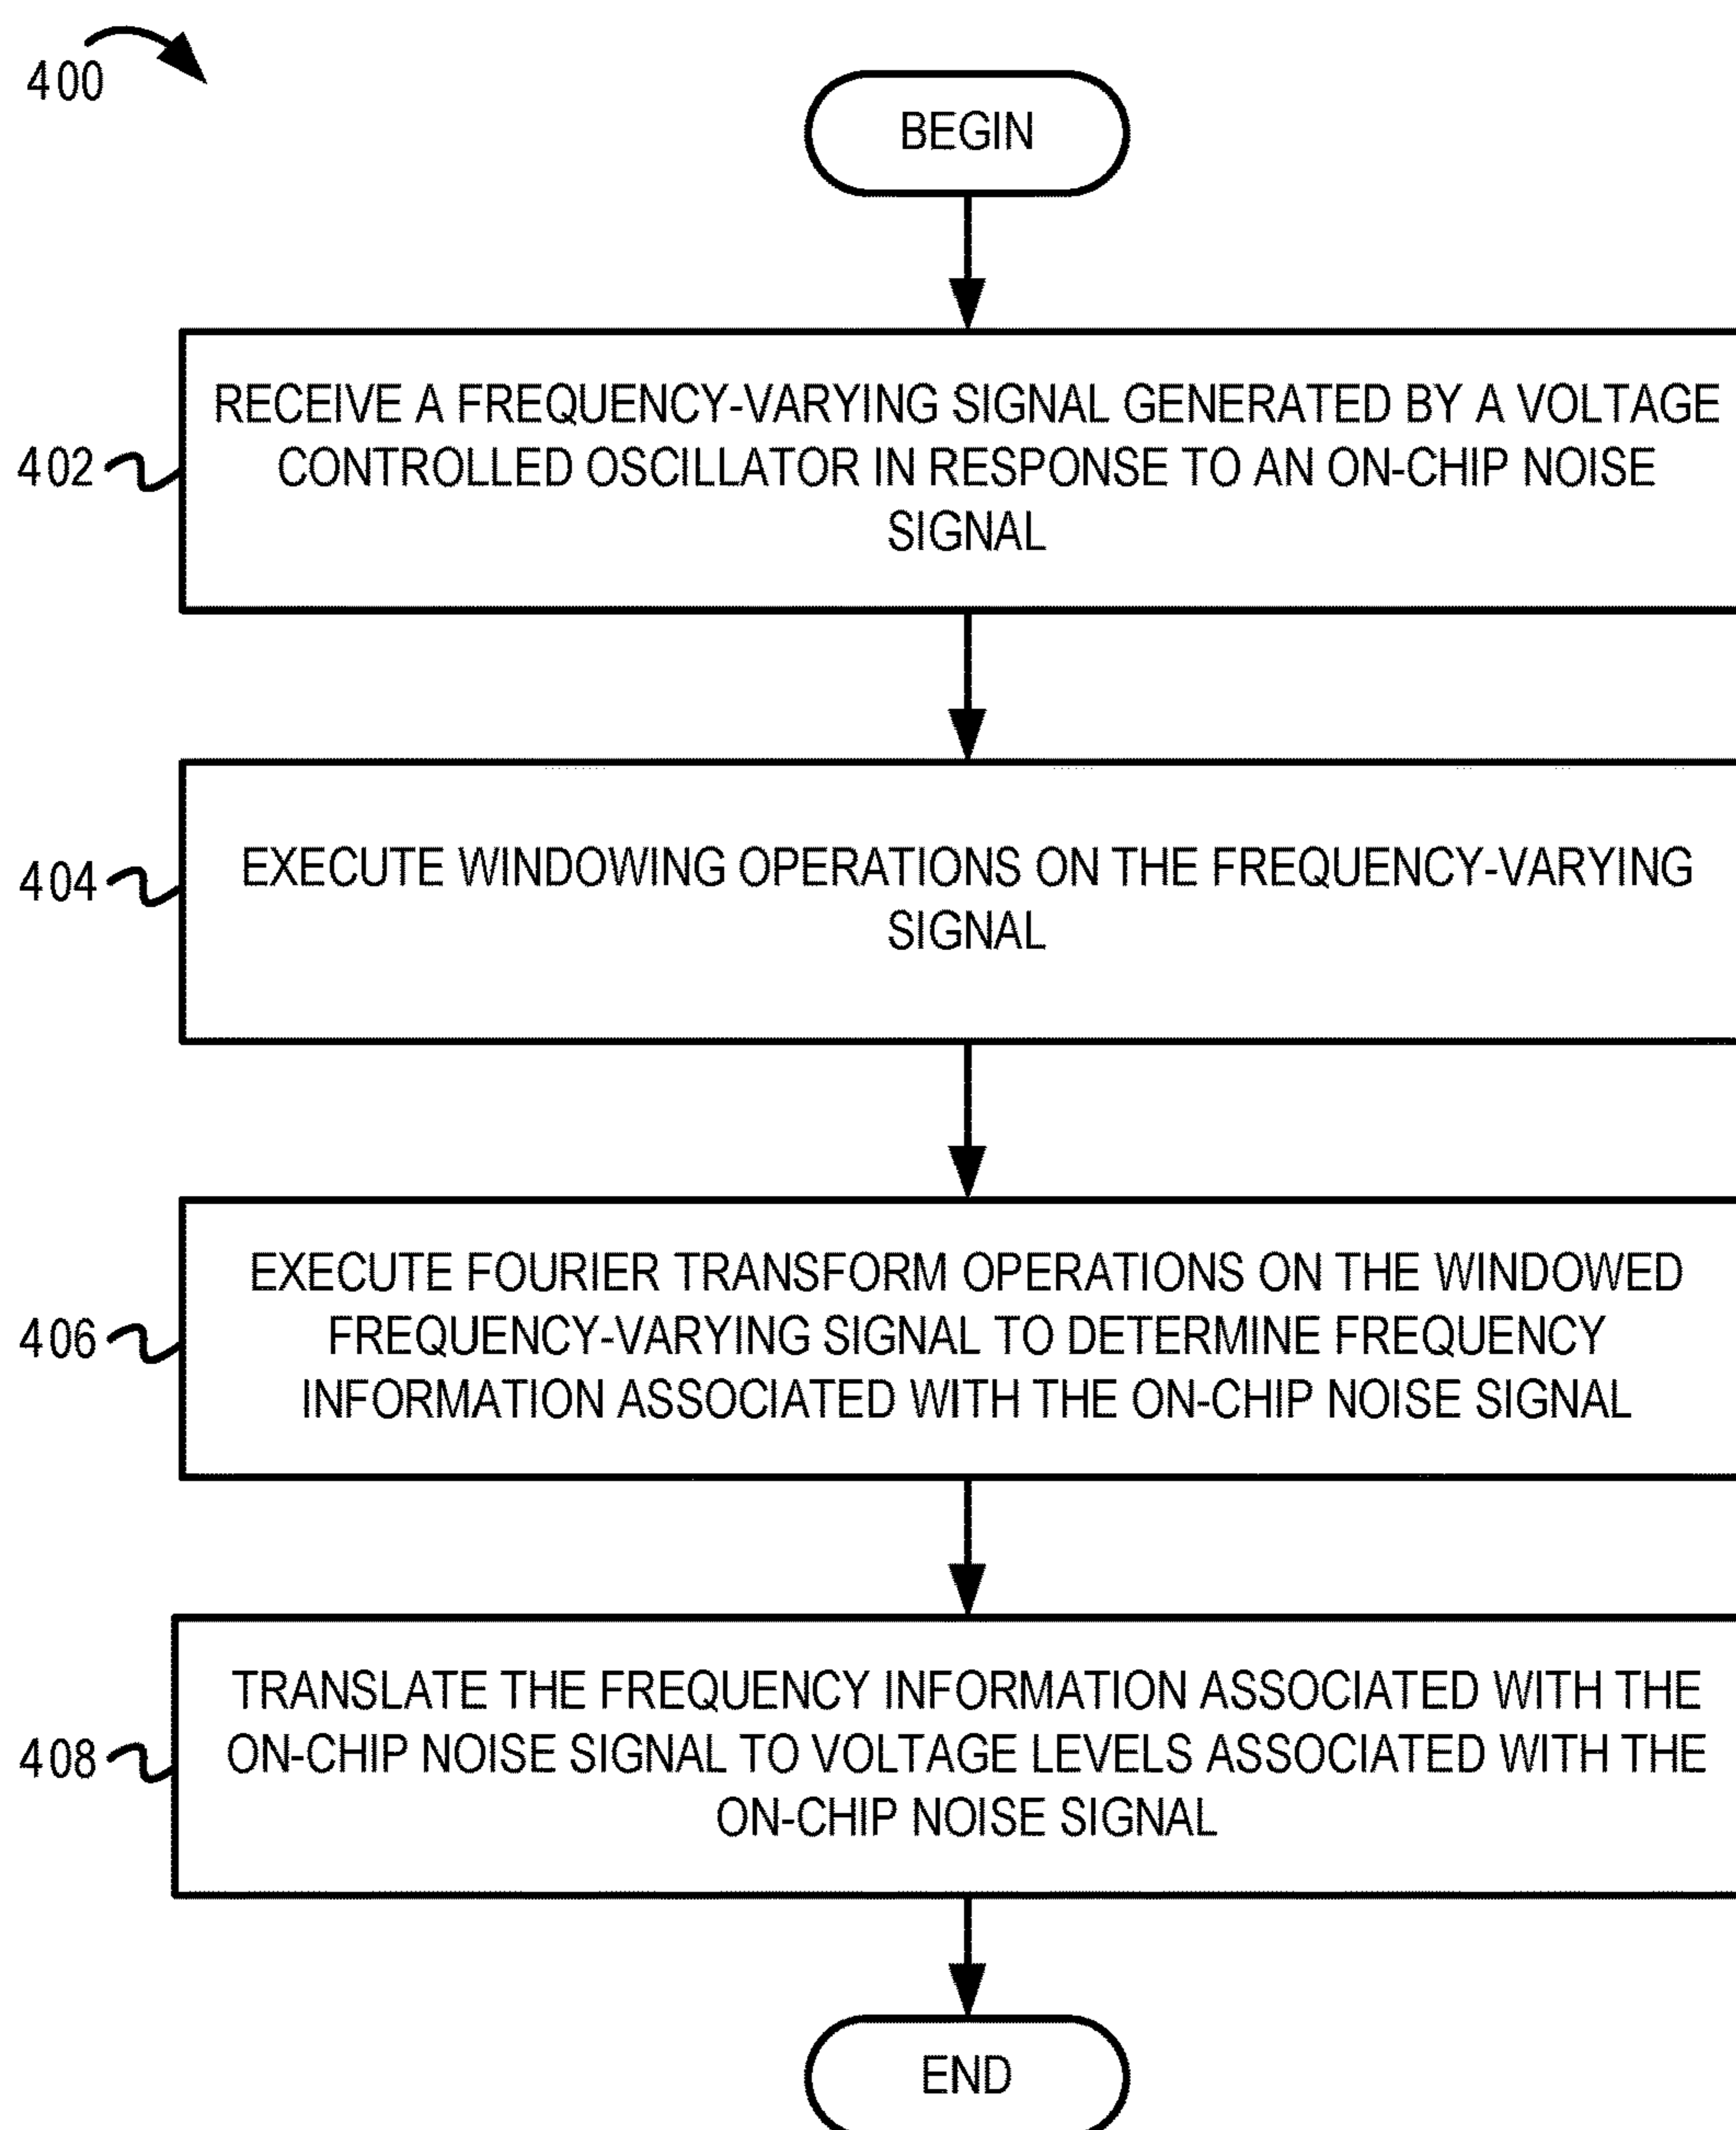 400
BEGIN
RECEIVE A FREQUENCY-VARYING SIGNAL GENERATED BY A VOLTAGE
CONTROLLED OSCILLATOR IN RESPONSE TO AN ON-CHIP NOISE
SIGNAL
402
EXECUTE WINDOWING OPERATIONS ON THE FREQUENCY-VARYING
SIGNAL
404
EXECUTE FOURIER TRANSFORM OPERATIONS ON THE WINDOWED
FREQUENCY-VARYING SIGNAL TO DETERMINE FREQUENCY
INFORMATION ASSOCIATED WITH THE ON-CHIP NOISE SIGNAL
406
TRANSLATE THE FREQUENCY INFORMATION ASSOCIATED WITH THE
ON-CHIP NOISE SIGNAL TO VOLTAGE LEVELS ASSOCIATED WITH THE
ON-CHIP NOISE SIGNAL
408
END